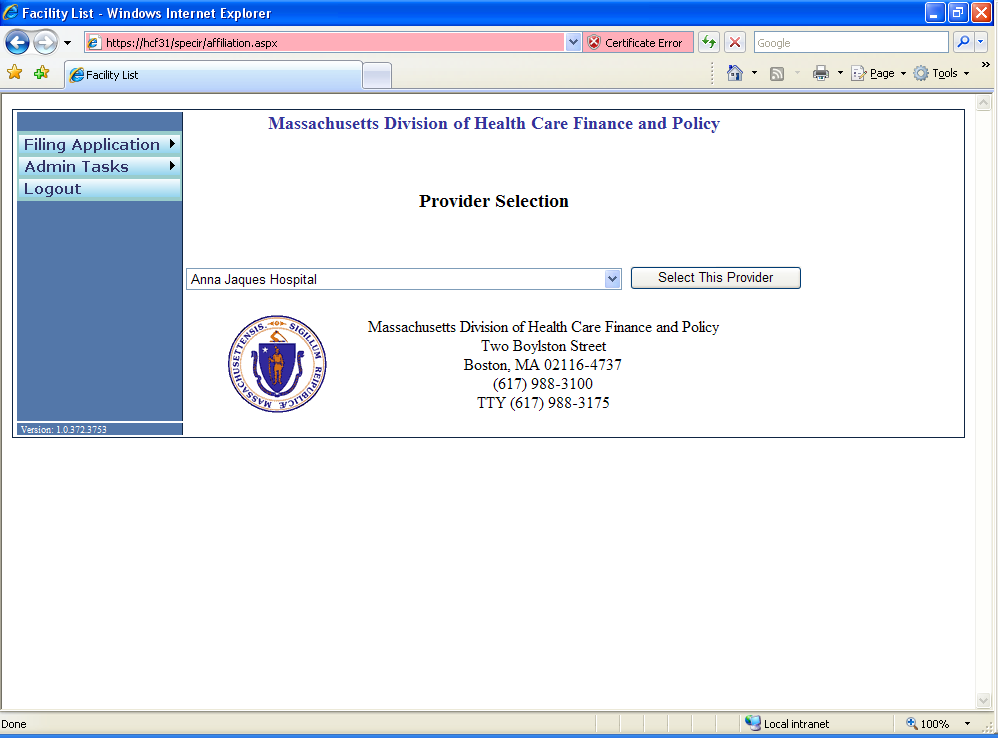 Facility List - Windows Internet Explorer
https://hcf31/specir/affiliation.aspx
Certificate Error
Google
Facility List
Page
Tools
»
Massachusetts Division of Health Care Finance and Policy
Filing Application
Admin Tasks
Logout
Provider Selection
Anna Jaques Hospital
Select This Provider
SIGILLUM REIPUBLICÆ MASSACHUSETTENSIS
Massachusetts Division of Health Care Finance and Policy
Two Boylston Street
Boston, MA 02116-4737
(617) 988-3100
TTY (617) 988-3175
Version: 1.0.372.3753
Done
Local intranet
100%